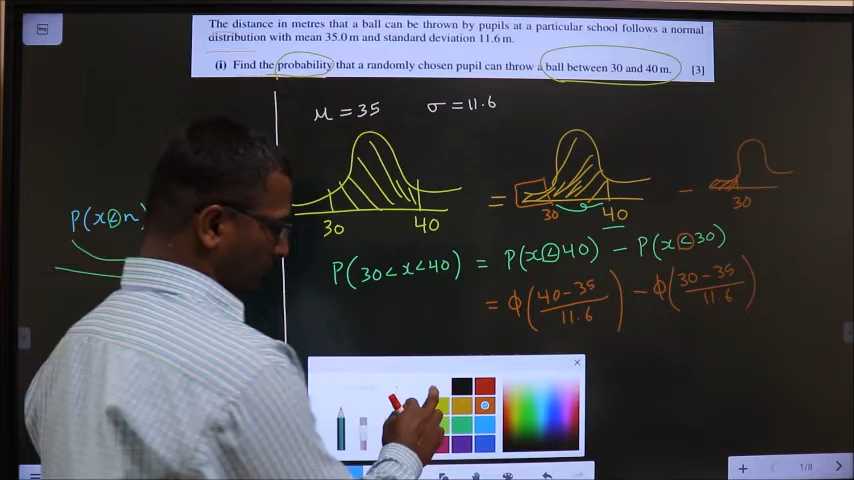 The distance in metres that a ball can be thrown by pupils at a particular school follows a normal
distribution with mean 35.0 m and standard deviation 11.6 m.
(i) Find the probability that a randomly chosen pupil can throw a ball between 30 and 40 m. [3]
μ = 35 σ = 11.6
30 40 = 30 40 - 30
P(x<n)
P(30<x<40) = P(x<40) - P(x<30)
= Φ((40-35)/11.6) - Φ((30-35)/11.6)
1/8